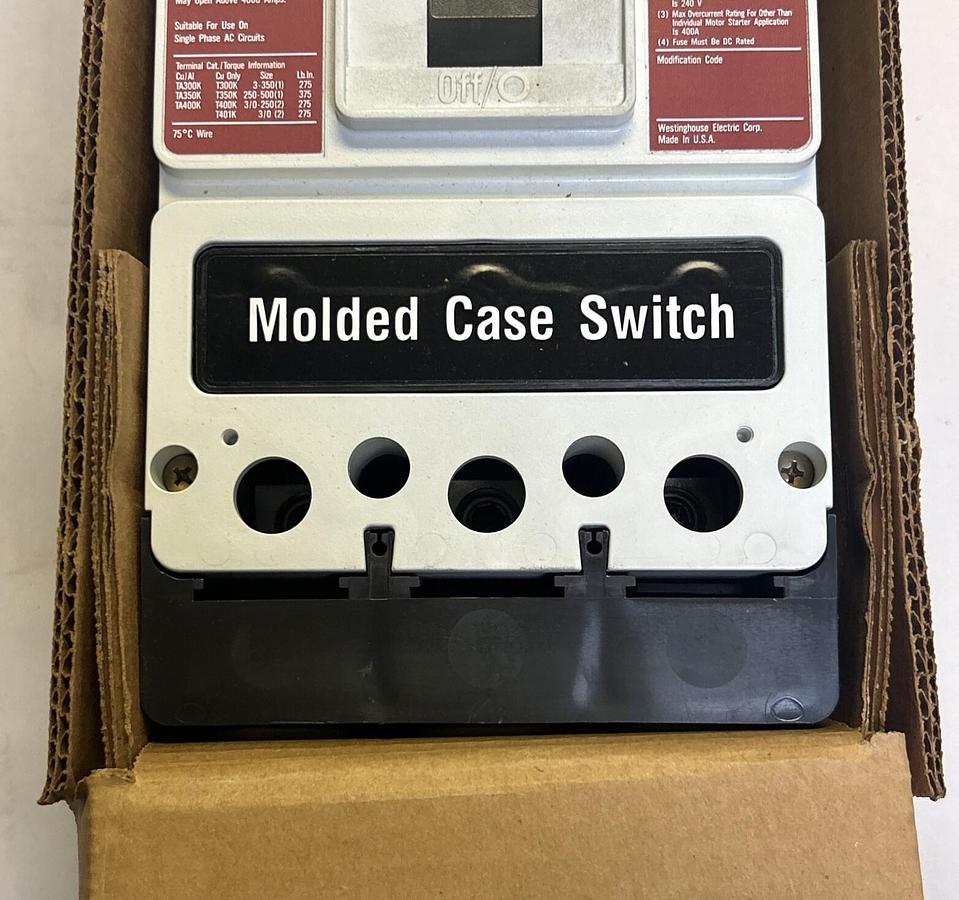 May Open Above 4000 Amps.
Suitable For Use On
Single Phase AC Circuits
Terminal Cat./Torque Information
Cu/Al Cu Only Size Lb.In.
TA300K T300K 3-350(1) 275
TA350K T350K 250-500(1) 375
TA400K T400K 3/0-250(2) 275
T401K 3/0 (2) 275
75°C Wire
Off/O
Is 240 V
(3) Max Overcurrent Rating For Other Than
Individual Motor Starter Application
Is 400A
(4) Fuse Must Be DC Rated
Modification Code
Westinghouse Electric Corp.
Made In U.S.A.
Molded Case Switch